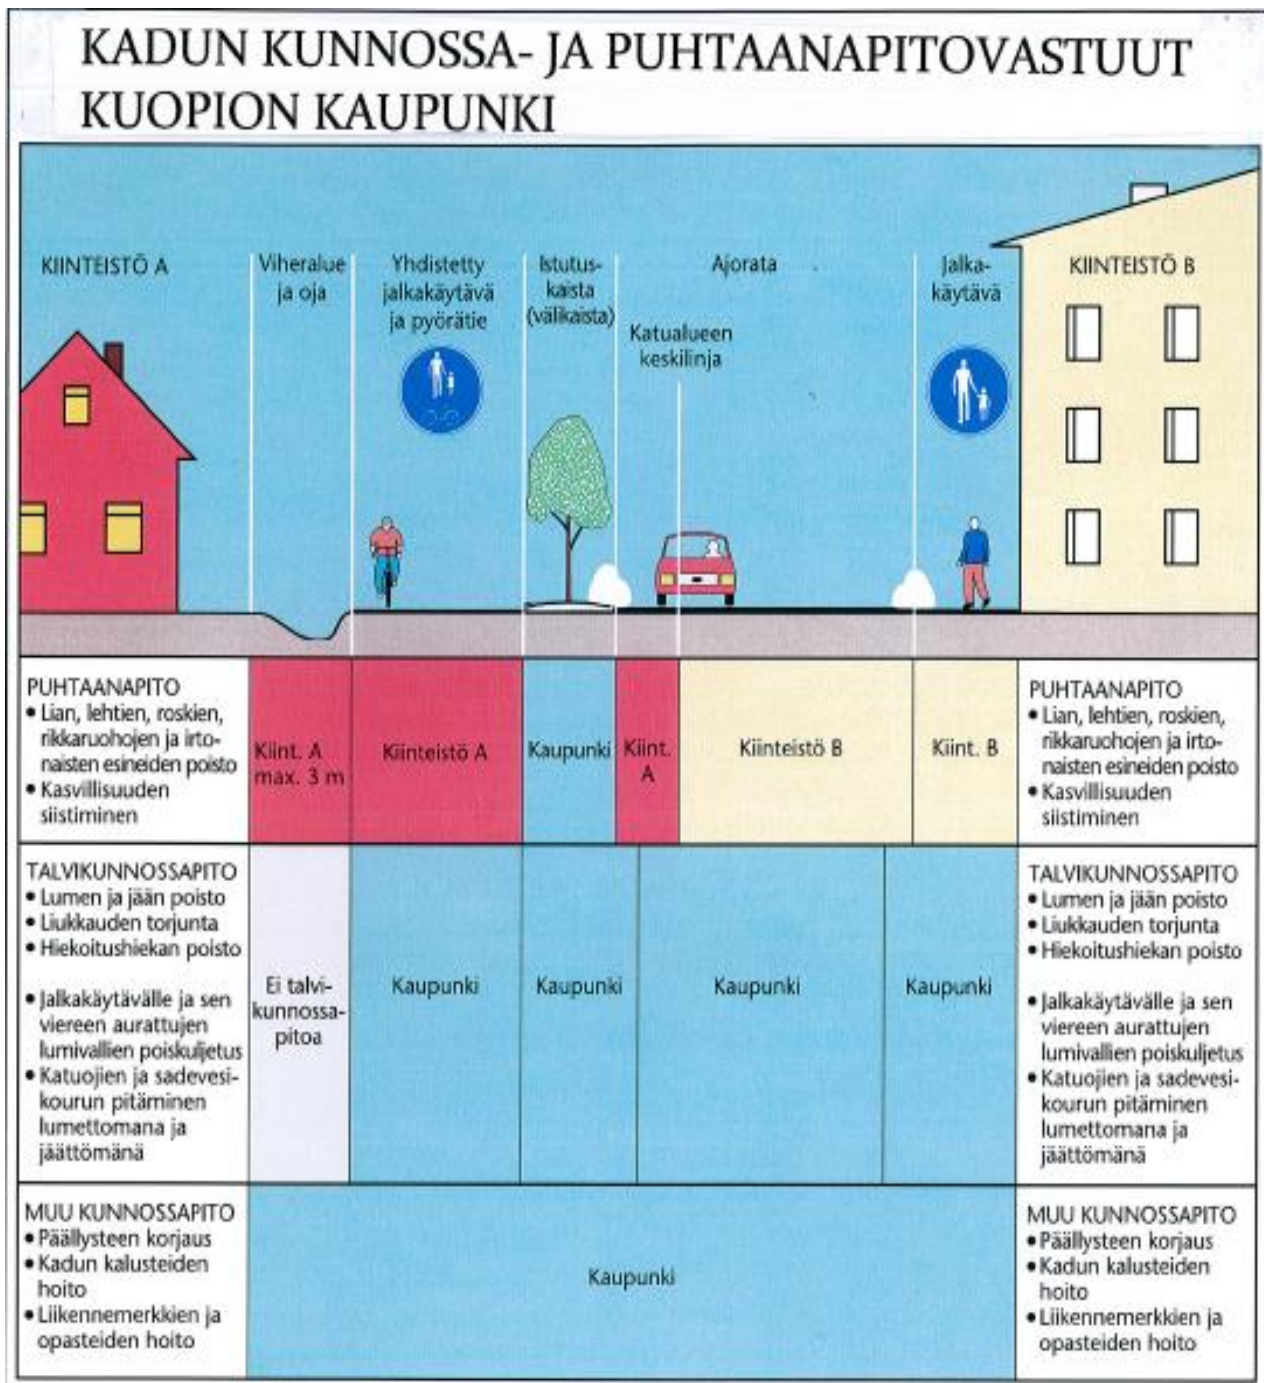 KADUN KUNNOSSA- JA PUHTAANAPITOVASTUUT
KUOPION KAUPUNKI
KIINTEISTÖ A
Viheralue
ja oja
Yhdistetty
jalkakäytävä
ja pyörätie
Istutus-
kaista
(välikaista)
Ajorata
Katualueen
keskilinja
Jalka-
käytävä
KIINTEISTÖ B
PUHTAANAPITO
• Lian, lehtien, roskien,
rikkaruohojen ja irto-
naisten esineiden poisto
• Kasvillisuuden
siistiminen
Kiint. A
max. 3 m
Kiinteistö A
Kaupunki
Kiint.
A
Kiinteistö B
Kiint. B
PUHTAANAPITO
• Lian, lehtien, roskien,
rikkaruohojen ja irto-
naisten esineiden poisto
• Kasvillisuuden
siistiminen
TALVIKUNNOSSAPITO
• Lumen ja jään poisto
• Liukkauden torjunta
• Hiekoitushiekan poisto
• Jalkakäytävälle ja sen
viereen aurattujen
lumivallien poiskuljetus
• Katuojien ja sadevesi-
kourun pitäminen
lumettomana ja
jäättömänä
Ei talvi-
kunnossa-
pitoa
Kaupunki
Kaupunki
Kaupunki
Kaupunki
TALVIKUNNOSSAPITO
• Lumen ja jään poisto
• Liukkauden torjunta
• Hiekoitushiekan poisto
• Jalkakäytävälle ja sen
viereen aurattujen
lumivallien poiskuljetus
• Katuojien ja sadevesi-
kourun pitäminen
lumettomana ja
jäättömänä
MUU KUNNOSSAPITO
• Päällysteen korjaus
• Kadun kalusteiden
hoito
• Liikennemerkkien ja
opasteiden hoito
Kaupunki
MUU KUNNOSSAPITO
• Päällysteen korjaus
• Kadun kalusteiden
hoito
• Liikennemerkkien ja
opasteiden hoito